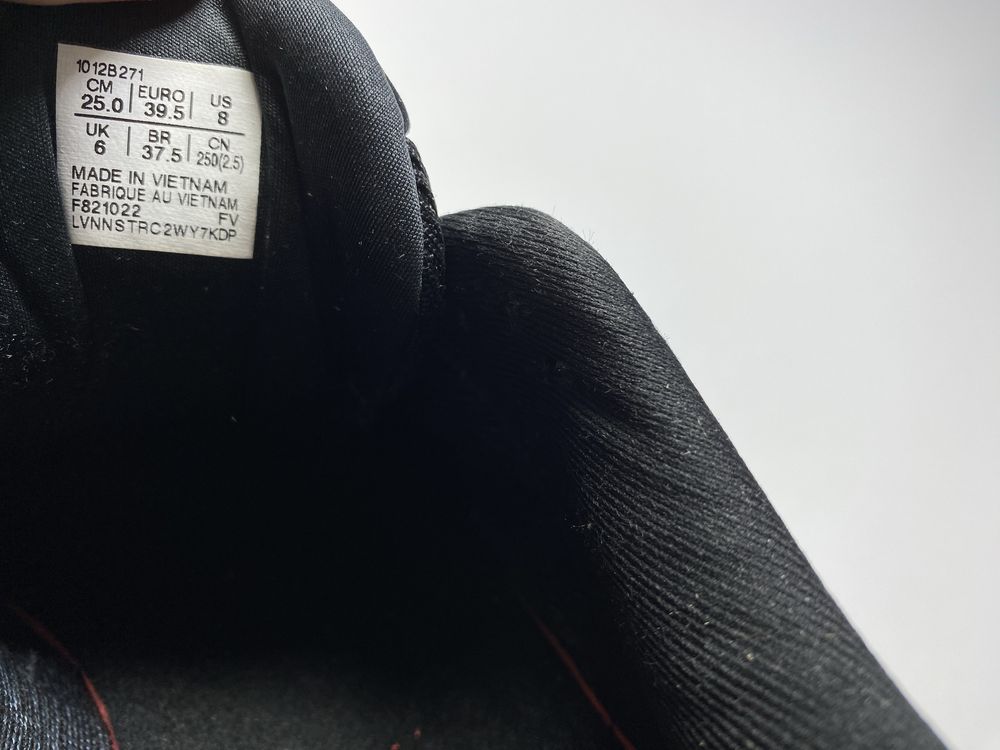 1012B271
CM | EURO | US
25.0 | 39.5 | 8
UK | BR | CN
6 | 37.5 | 250(2.5)
MADE IN VIETNAM
FABRIQUE AU VIETNAM
F821022 FV
LVNNSTRC2WY7KDP